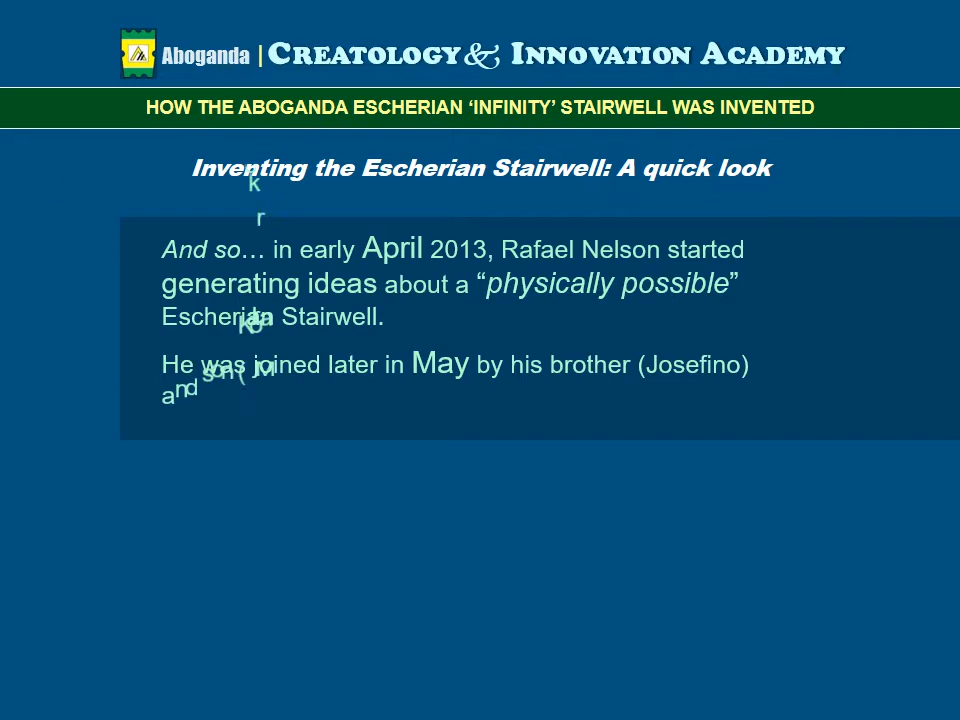 Aboganda | CREATOLOGY & INNOVATION ACADEMY
HOW THE ABOGANDA ESCHERIAN ‘INFINITY’ STAIRWELL WAS INVENTED
Inventing the Escherian Stairwell: A quick look
And so… in early April 2013, Rafael Nelson started
generating ideas about a “physically possible”
Escherian Stairwell.
He was joined later in May by his brother (Josefino)
and